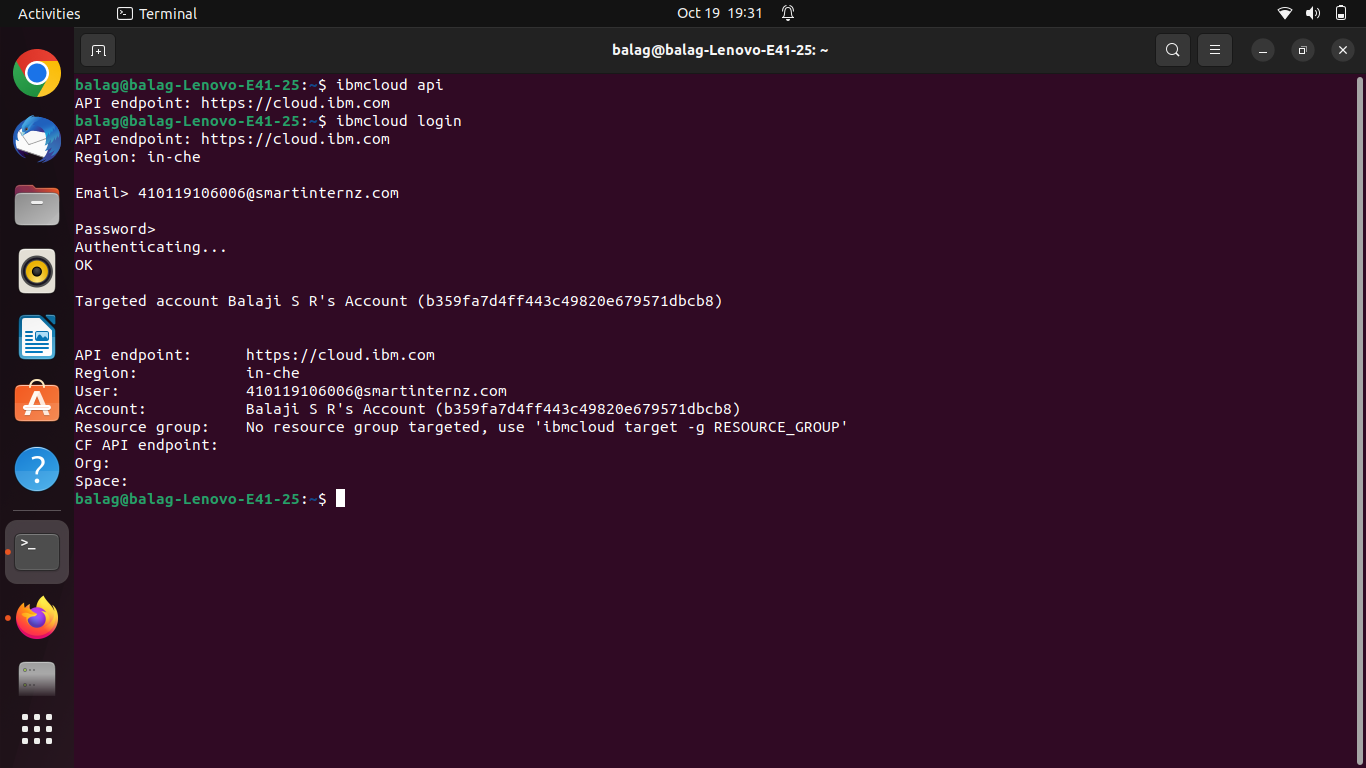 Activities
Terminal
Oct 19 19:31
balag@balag-Lenovo-E41-25: ~
balag@balag-Lenovo-E41-25:~$ ibmcloud api
API endpoint: https://cloud.ibm.com
balag@balag-Lenovo-E41-25:~$ ibmcloud login
API endpoint: https://cloud.ibm.com
Region: in-che
Email> 410119106006@smartinternz.com
Password>
Authenticating...
OK
Targeted account Balaji S R's Account (b359fa7d4ff443c49820e679571dbcb8)
API endpoint: https://cloud.ibm.com
Region: in-che
User: 410119106006@smartinternz.com
Account: Balaji S R's Account (b359fa7d4ff443c49820e679571dbcb8)
Resource group: No resource group targeted, use 'ibmcloud target -g RESOURCE_GROUP'
CF API endpoint:
Org:
Space:
balag@balag-Lenovo-E41-25:~$